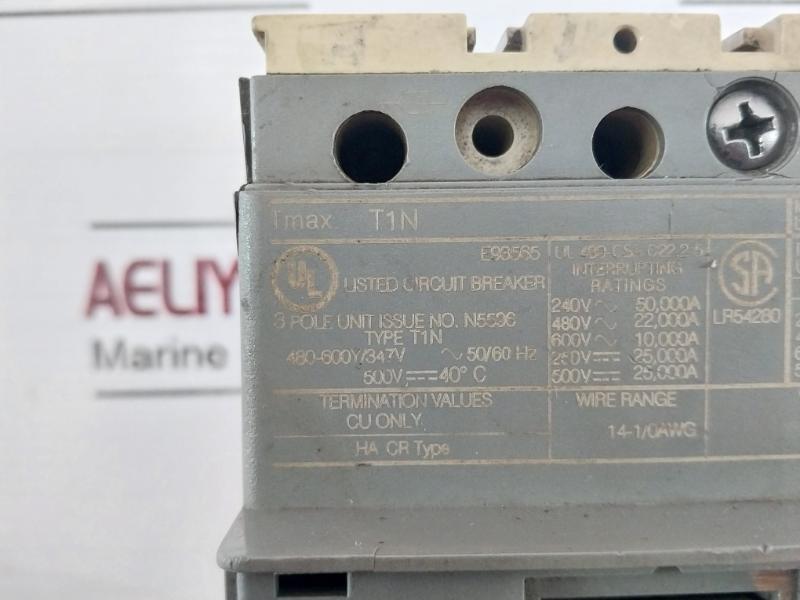 Tmax T1N
E93565
UL
LISTED CIRCUIT BREAKER
3 POLE UNIT ISSUE NO. N5536
TYPE T1N
480-600Y/347V ~ 50/60 Hz
500V ⎓ 40° C
UL 489-CSA C22.2-5
INTERRUPTING
RATINGS
240V ~ 50,000A
480V ~ 22,000A
600V ~ 10,000A
250V ⎓ 25,000A
500V ⎓ 25,000A
SA
LR54280
TERMINATION VALUES
CU ONLY
HACR Type
WIRE RANGE
14-1/0AWG
Marine